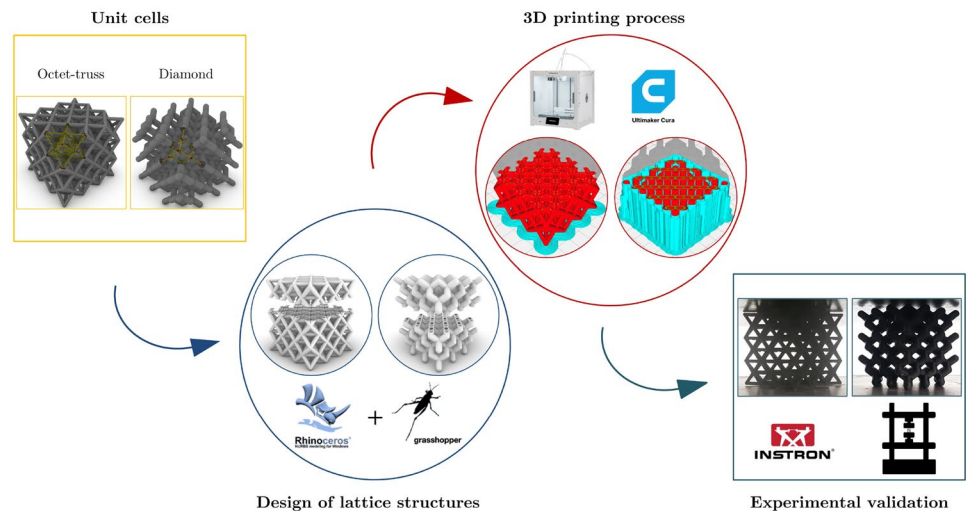 Unit cells
Octet-truss
Diamond
3D printing process
Ultimaker Cura
Rhinoceros®
NURBS modeling for Windows
+
grasshopper
Design of lattice structures
INSTRON®
Experimental validation